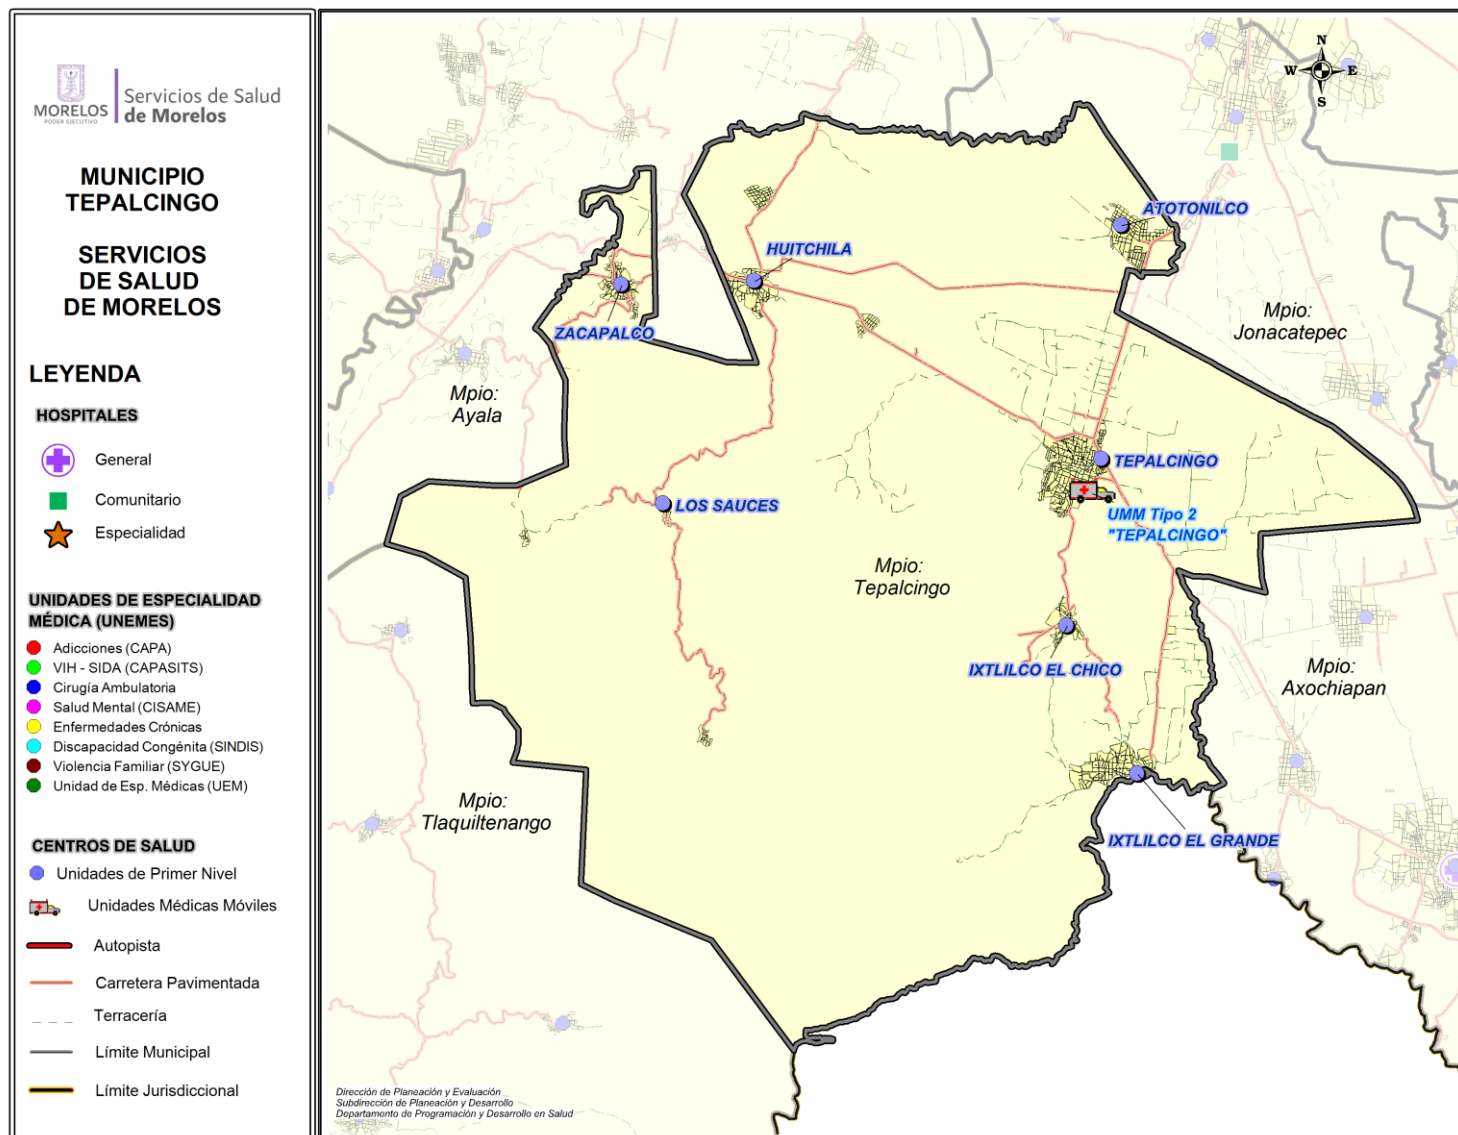 MORELOS
PODER EJECUTIVO
Servicios de Salud
de Morelos
MUNICIPIO
TEPALCINGO
SERVICIOS
DE SALUD
DE MORELOS
LEYENDA
HOSPITALES
General
Comunitario
Especialidad
UNIDADES DE ESPECIALIDAD
MÉDICA (UNEMES)
Adicciones (CAPA)
VIH - SIDA (CAPASITS)
Cirugía Ambulatoria
Salud Mental (CISAME)
Enfermedades Crónicas
Discapacidad Congénita (SINDIS)
Violencia Familiar (SYGUE)
Unidad de Esp. Médicas (UEM)
CENTROS DE SALUD
Unidades de Primer Nivel
Unidades Médicas Móviles
Autopista
Carretera Pavimentada
Terracería
Límite Municipal
Límite Jurisdiccional
N
W E
S
ATOTONILCO
HUITCHILA
ZACAPALCO
Mpio:
Jonacatepec
Mpio:
Ayala
TEPALCINGO
LOS SAUCES
UMM Tipo 2
"TEPALCINGO"
Mpio:
Tepalcingo
IXTLILCO EL CHICO
Mpio:
Axochiapan
Mpio:
Tlaquiltenango
IXTLILCO EL GRANDE
Dirección de Planeación y Evaluación
Subdirección de Planeación y Desarrollo
Departamento de Programación y Desarrollo en Salud